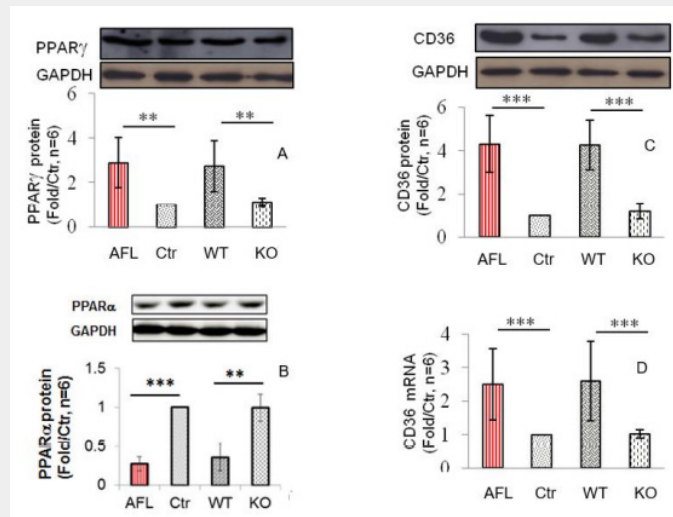 PPARγ
GAPDH
6
4
2
0
PPARγ protein
(Fold/Ctr, n=6)
**
**
A
AFL Ctr WT KO
PPARα
GAPDH
1.5
1
0.5
0
PPARα protein
(Fold/Ctr, n=6)
***
**
B
AFL Ctr WT KO
CD36
GAPDH
6
4
2
0
CD36 protein
(Fold/Ctr, n=6)
***
***
C
AFL Ctr WT KO
4
3
2
1
0
CD36 mRNA
(Fold/Ctr, n=6)
***
***
D
AFL Ctr WT KO